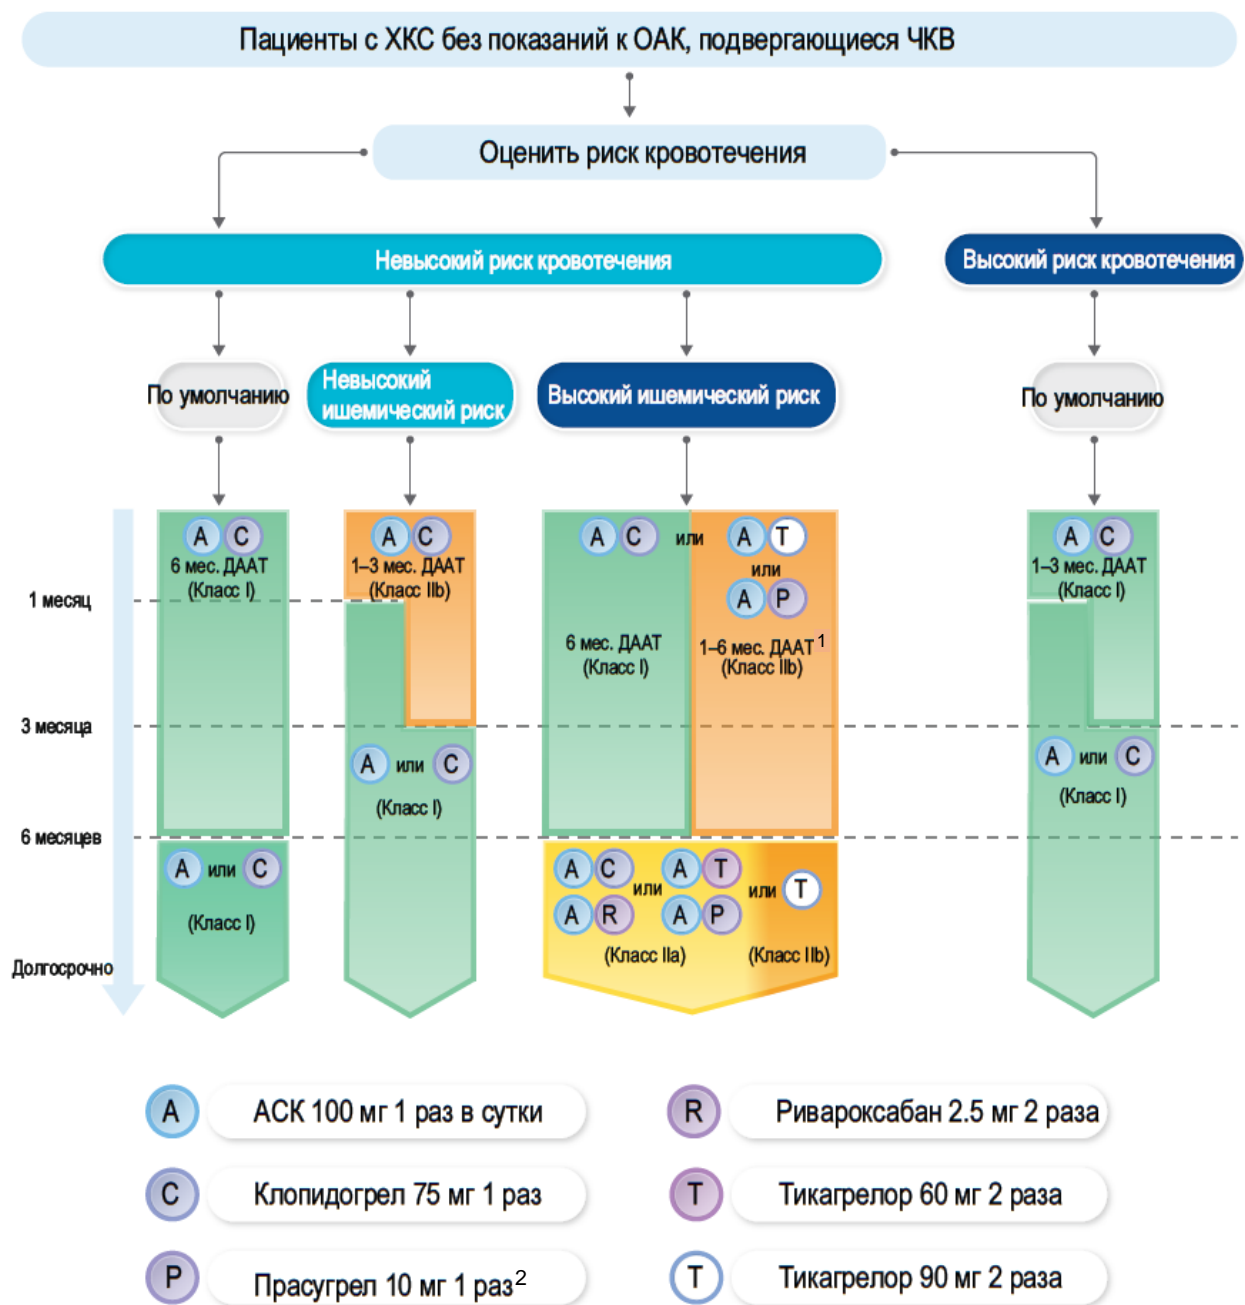 Пациенты с ХКС без показаний к ОАК, подвергающиеся ЧКВ
Оценить риск кровотечения
Невысокий риск кровотечения
Высокий риск кровотечения
По умолчанию
Невысокий
ишемический риск
Высокий ишемический риск
По умолчанию
A C
6 мес. ДААТ
(Класс I)
A C
1–3 мес. ДААТ
(Класс IIb)
A C или A T
или
A P
6 мес. ДААТ
(Класс I)
1–6 мес. ДААТ1
(Класс IIb)
A C
1–3 мес. ДААТ
(Класс I)
1 месяц
3 месяца
A или C
(Класс I)
A или C
(Класс I)
6 месяцев
A или C
(Класс I)
A C или A T или T
A R A P
(Класс IIa)
(Класс IIb)
Долгосрочно
A АСК 100 мг 1 раз в сутки
R Ривароксабан 2.5 мг 2 раза
C Клопидогрел 75 мг 1 раз
T Тикагрелор 60 мг 2 раза
P Прасугрел 10 мг 1 раз2
T Тикагрелор 90 мг 2 раза